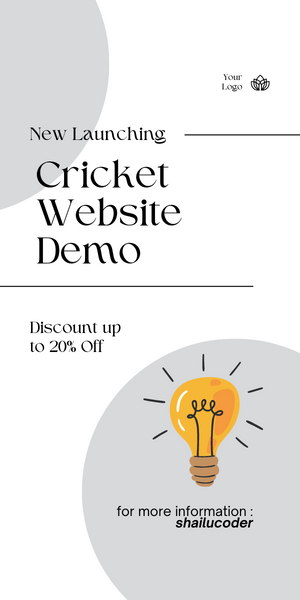 Your
Logo
New Launching
Cricket
Website
Demo
Discount up
to 20% Off
for more information :
shailucoder